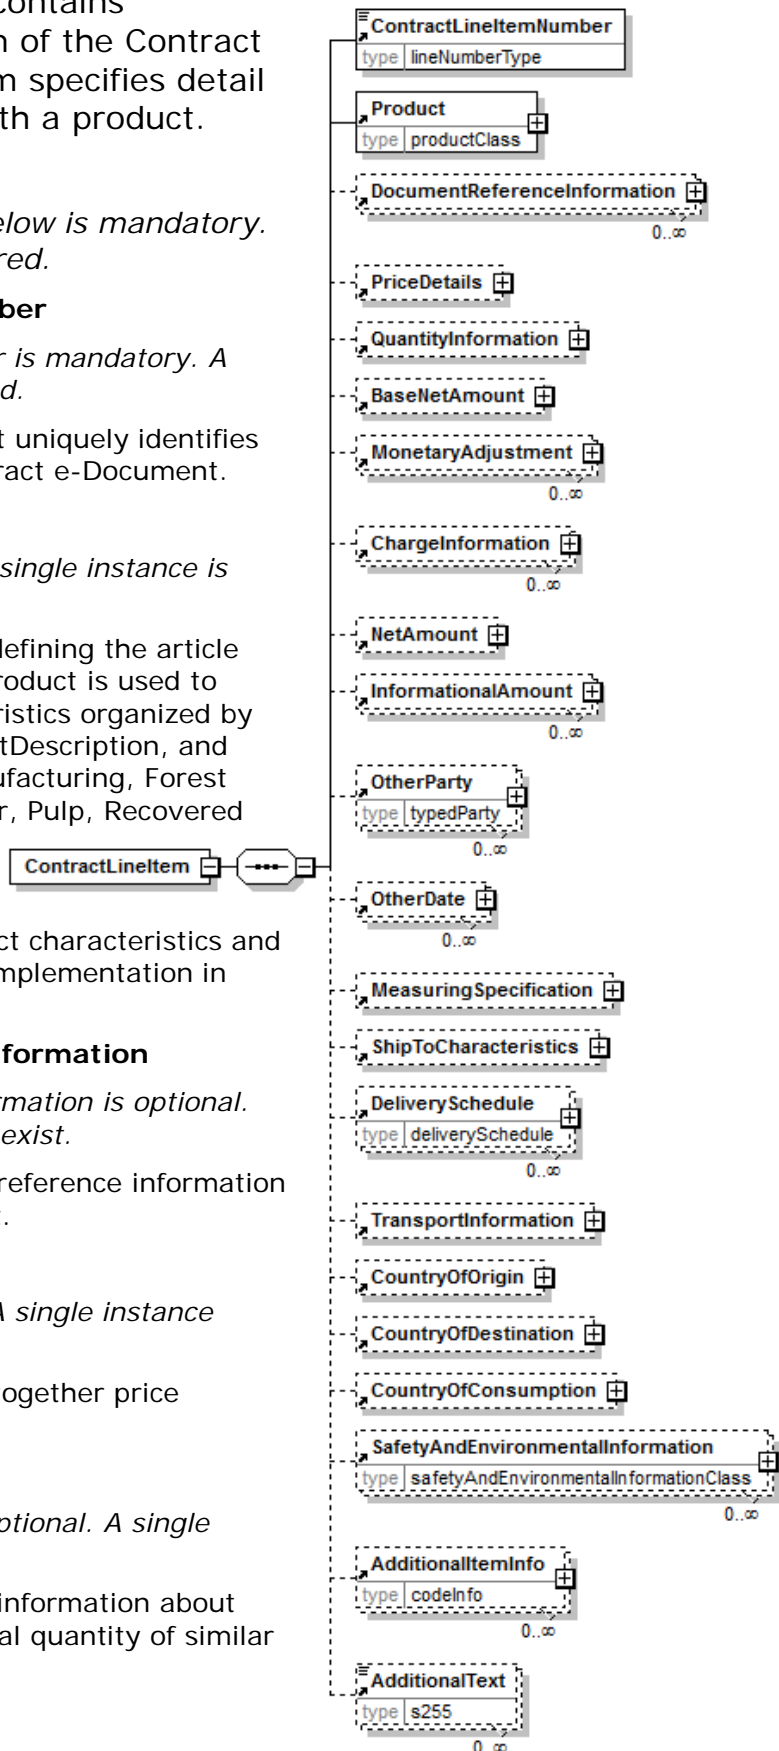 contains
n of the Contract
m specifies detail
th a product.
elow is mandatory.
red.
ber
r is mandatory. A
d.
t uniquely identifies
ract e-Document.
single instance is
defining the article
roduct is used to
ristics organized by
tDescription, and
ufacturing, Forest
r, Pulp, Recovered
ct characteristics and
mplementation in
nformation
rmation is optional.
exist.
reference information
.
A single instance
together price
ptional. A single
information about
al quantity of similar
ContractLineItem
ContractLineItemNumber
type lineNumberType
Product
type productClass
DocumentReferenceInformation
0..∞
PriceDetails
QuantityInformation
BaseNetAmount
MonetaryAdjustment
0..∞
ChargeInformation
0..∞
NetAmount
InformationalAmount
0..∞
OtherParty
type typedParty
0..∞
OtherDate
0..∞
MeasuringSpecification
ShipToCharacteristics
DeliverySchedule
type deliverySchedule
0..∞
TransportInformation
CountryOfOrigin
CountryOfDestination
CountryOfConsumption
SafetyAndEnvironmentalInformation
type safetyAndEnvironmentalInformationClass
0..∞
AdditionalItemInfo
type codeInfo
0..∞
AdditionalText
type s255
0..∞